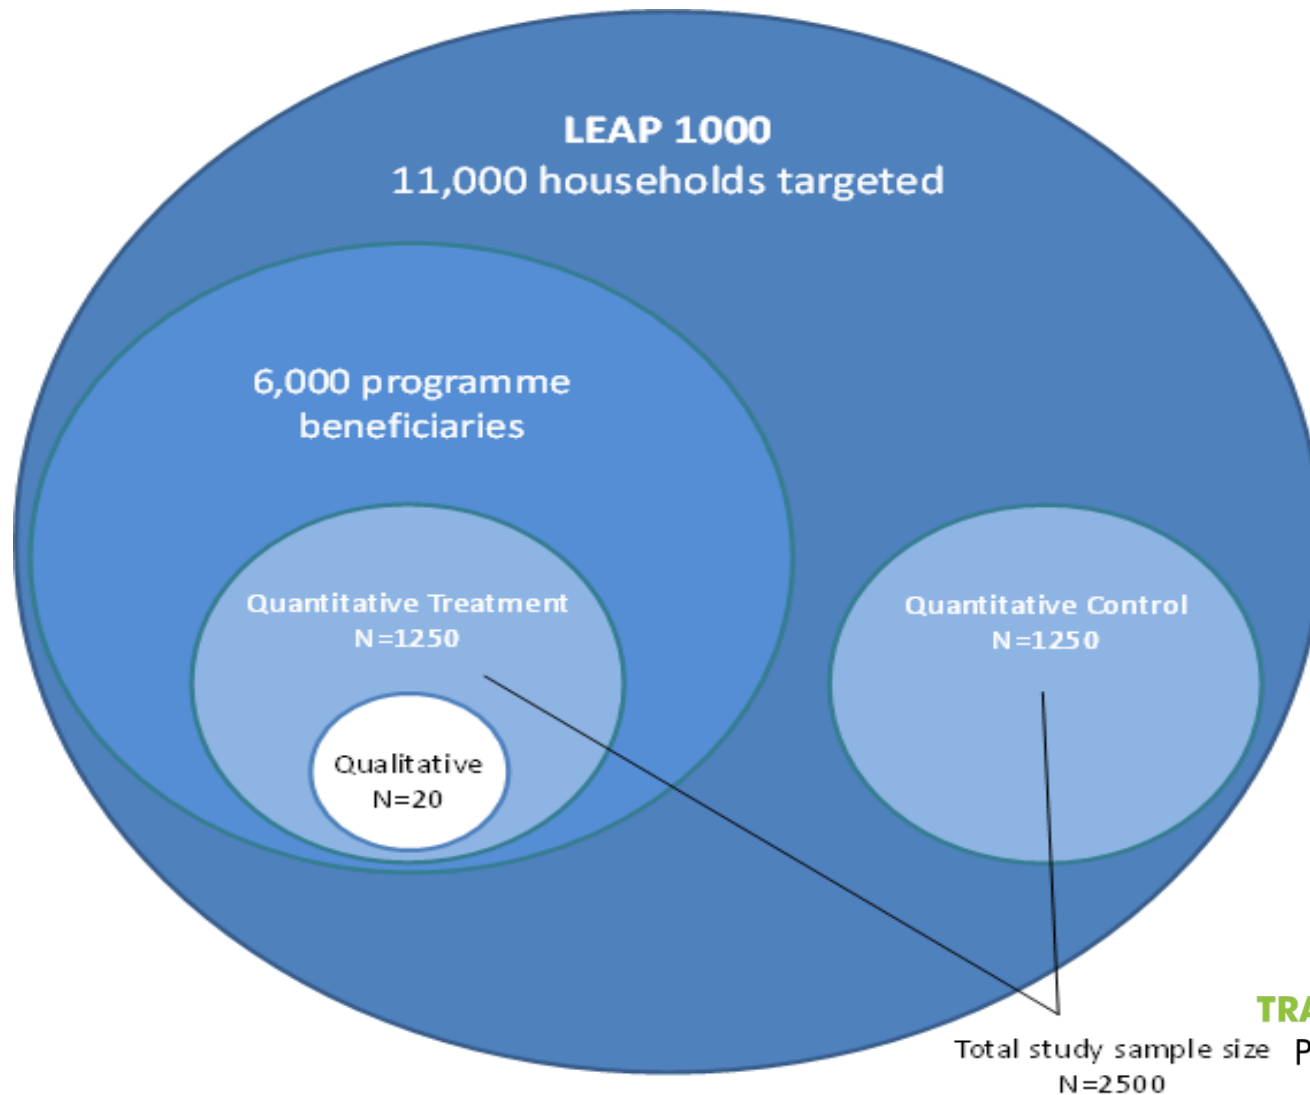 LEAP 1000
11,000 households targeted
6,000 programme
beneficiaries
Quantitative Treatment
N=1250
Quantitative Control
N=1250
Qualitative
N=20
TRA
Total study sample size P
N=2500